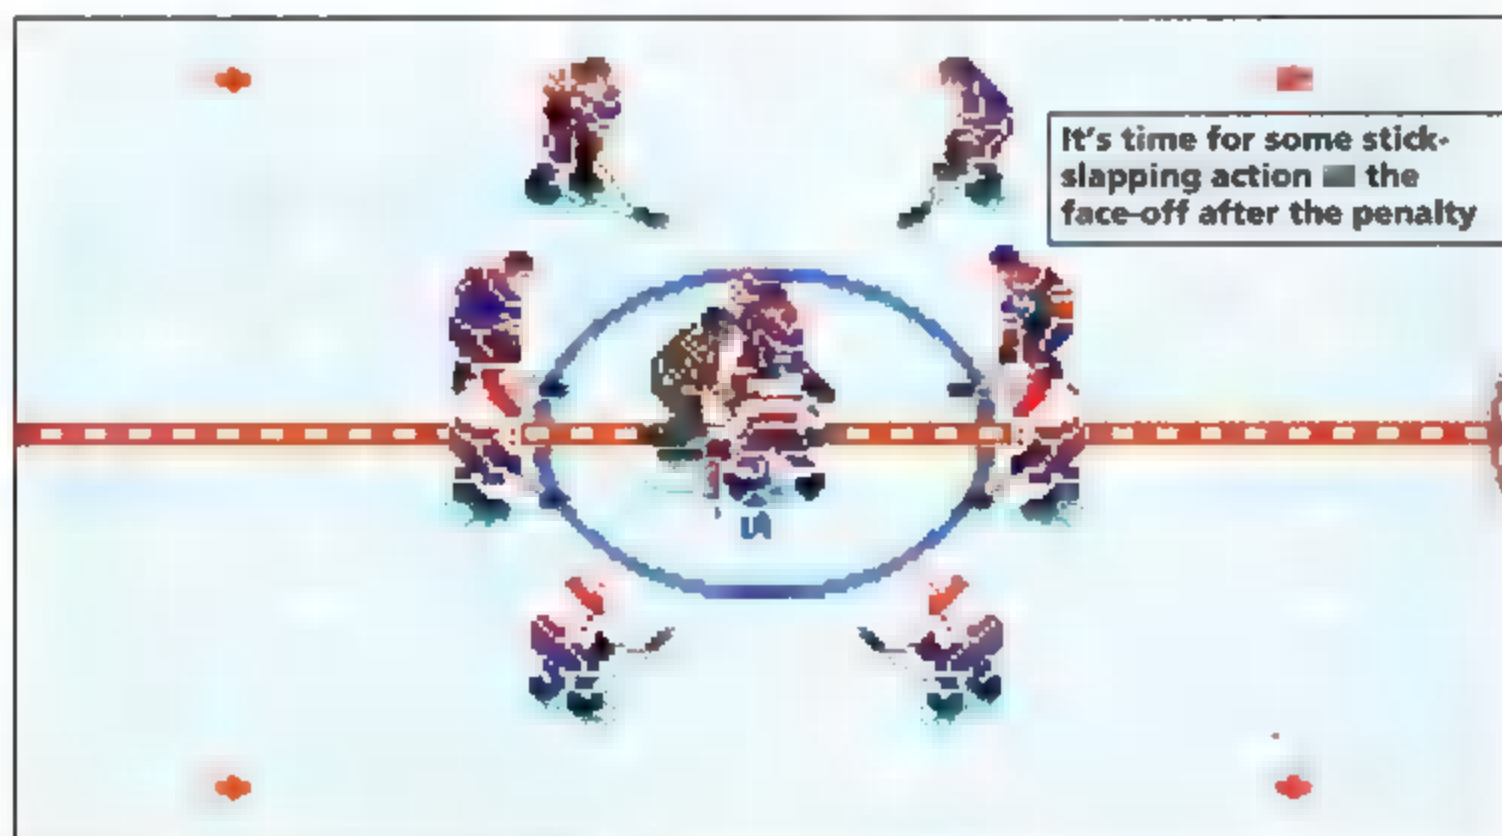 It's time for some stick-
slapping action the
face-off after the penalty